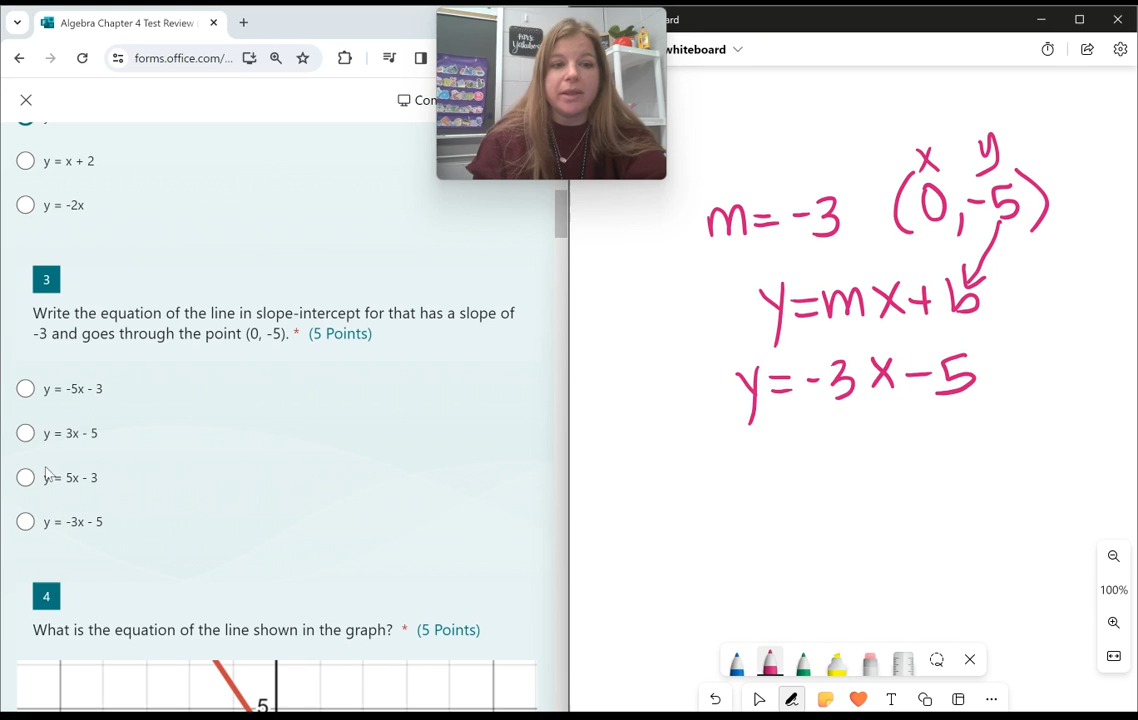 Algebra Chapter 4 Test Review
forms.office.com/...
Con
y = x + 2
y = -2x
3
Write the equation of the line in slope-intercept for that has a slope of
-3 and goes through the point (0, -5). * (5 Points)
y = -5x - 3
y = 3x - 5
y = 5x - 3
y = -3x - 5
4
What is the equation of the line shown in the graph? * (5 Points)
5
whiteboard
x y
m = -3 (0, -5)
y = mx + b
y = -3x - 5
100%
T